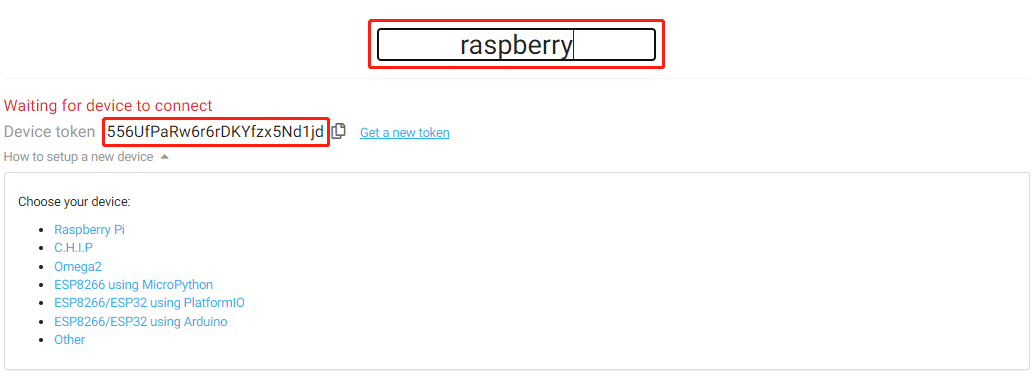 raspberry
Waiting for device to connect
Device token 556UfPaRw6r6rDKYfzx5Nd1jd Get a new token
How to setup a new device
Choose your device:
Raspberry Pi
C.H.I.P
Omega2
ESP8266 using MicroPython
ESP8266/ESP32 using PlatformIO
ESP8266/ESP32 using Arduino
Other